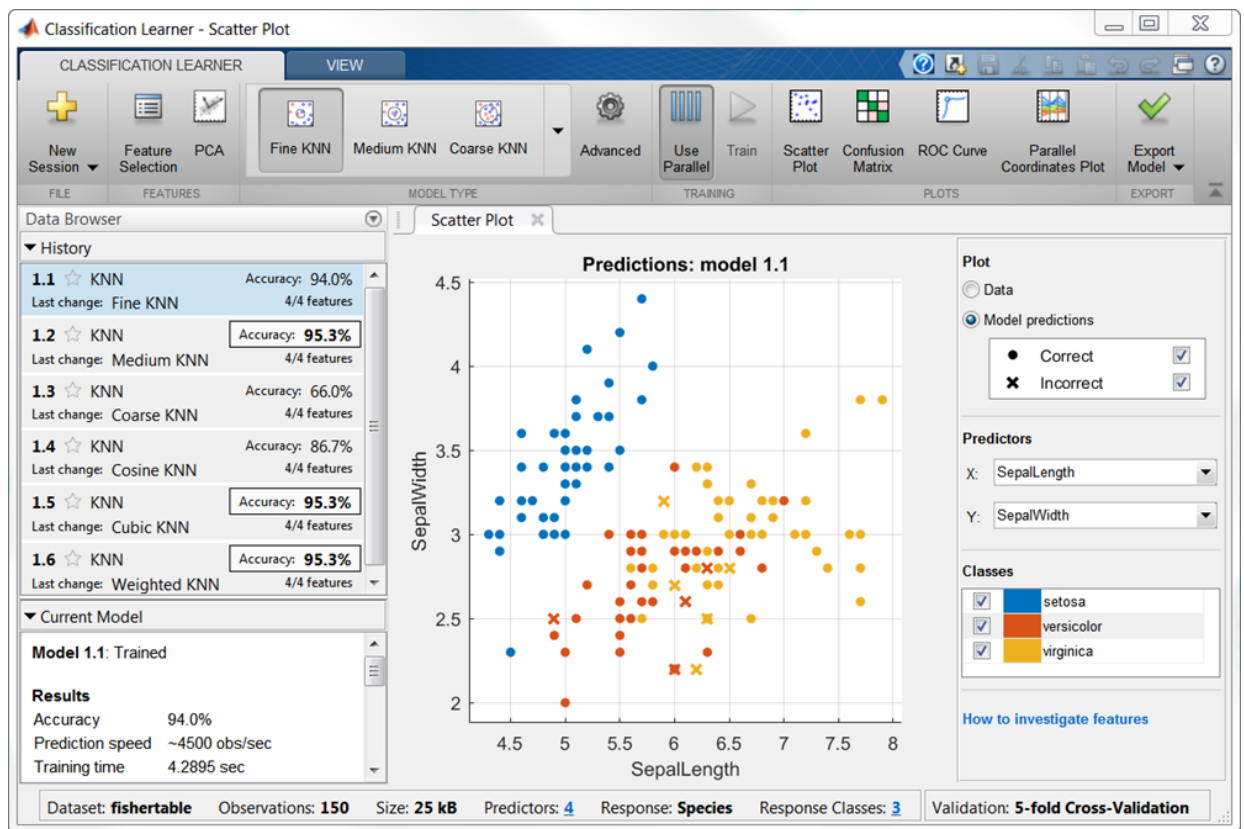 Classification Learner - Scatter Plot
CLASSIFICATION LEARNER VIEW
New Session
Feature Selection
PCA
Fine KNN
Medium KNN
Coarse KNN
Advanced
Use Parallel
Train
Scatter Plot
Confusion Matrix
ROC Curve
Parallel Coordinates Plot
Export Model
FILE FEATURES MODEL TYPE TRAINING PLOTS EXPORT
Data Browser
History
1.1 KNN Accuracy: 94.0%
Last change: Fine KNN 4/4 features
1.2 KNN Accuracy: 95.3%
Last change: Medium KNN 4/4 features
1.3 KNN Accuracy: 66.0%
Last change: Coarse KNN 4/4 features
1.4 KNN Accuracy: 86.7%
Last change: Cosine KNN 4/4 features
1.5 KNN Accuracy: 95.3%
Last change: Cubic KNN 4/4 features
1.6 KNN Accuracy: 95.3%
Last change: Weighted KNN 4/4 features
Current Model
Model 1.1: Trained
Results
Accuracy 94.0%
Prediction speed ~4500 obs/sec
Training time 4.2895 sec
Scatter Plot
Predictions: model 1.1
4.5
4
3.5
3
2.5
2
SepalWidth
4.5 5 5.5 6 6.5 7 7.5 8
SepalLength
Plot
Data
Model predictions
Correct
Incorrect
Predictors
X: SepalLength
Y: SepalWidth
Classes
setosa
versicolor
virginica
How to investigate features
Dataset: fishertable Observations: 150 Size: 25 kB Predictors: 4 Response: Species Response Classes: 3 Validation: 5-fold Cross-Validation